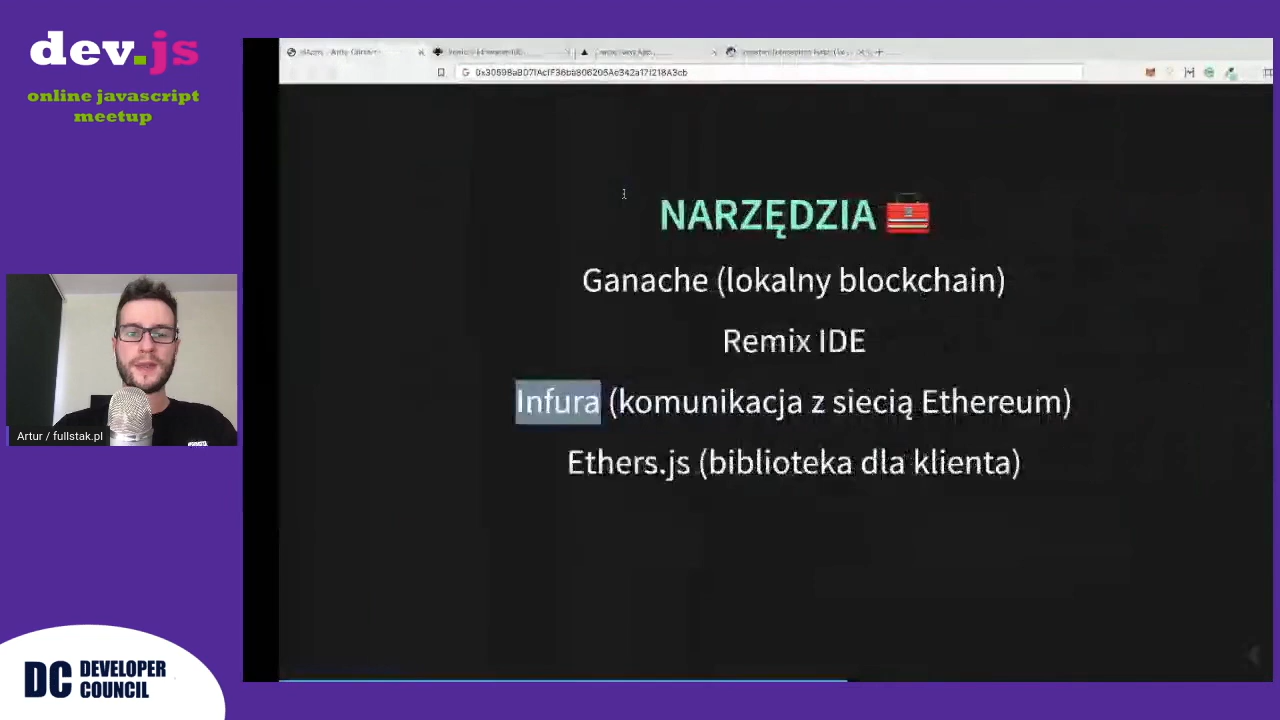 dev.js
online javascript
meetup
NARZĘDZIA
Ganache (lokalny blockchain)
Remix IDE
Infura (komunikacja z siecią Ethereum)
Ethers.js (biblioteka dla klienta)
Artur / fullstak.pl
DC DEVELOPER
COUNCIL